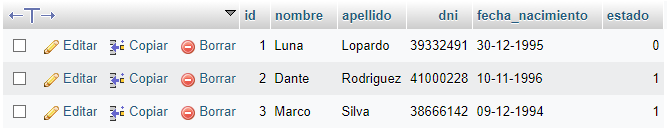 id nombre apellido dni fecha_nacimiento estado
Editar Copiar Borrar 1 Luna Lopardo 39332491 30-12-1995 0
Editar Copiar Borrar 2 Dante Rodriguez 41000228 10-11-1996 1
Editar Copiar Borrar 3 Marco Silva 38666142 09-12-1994 1